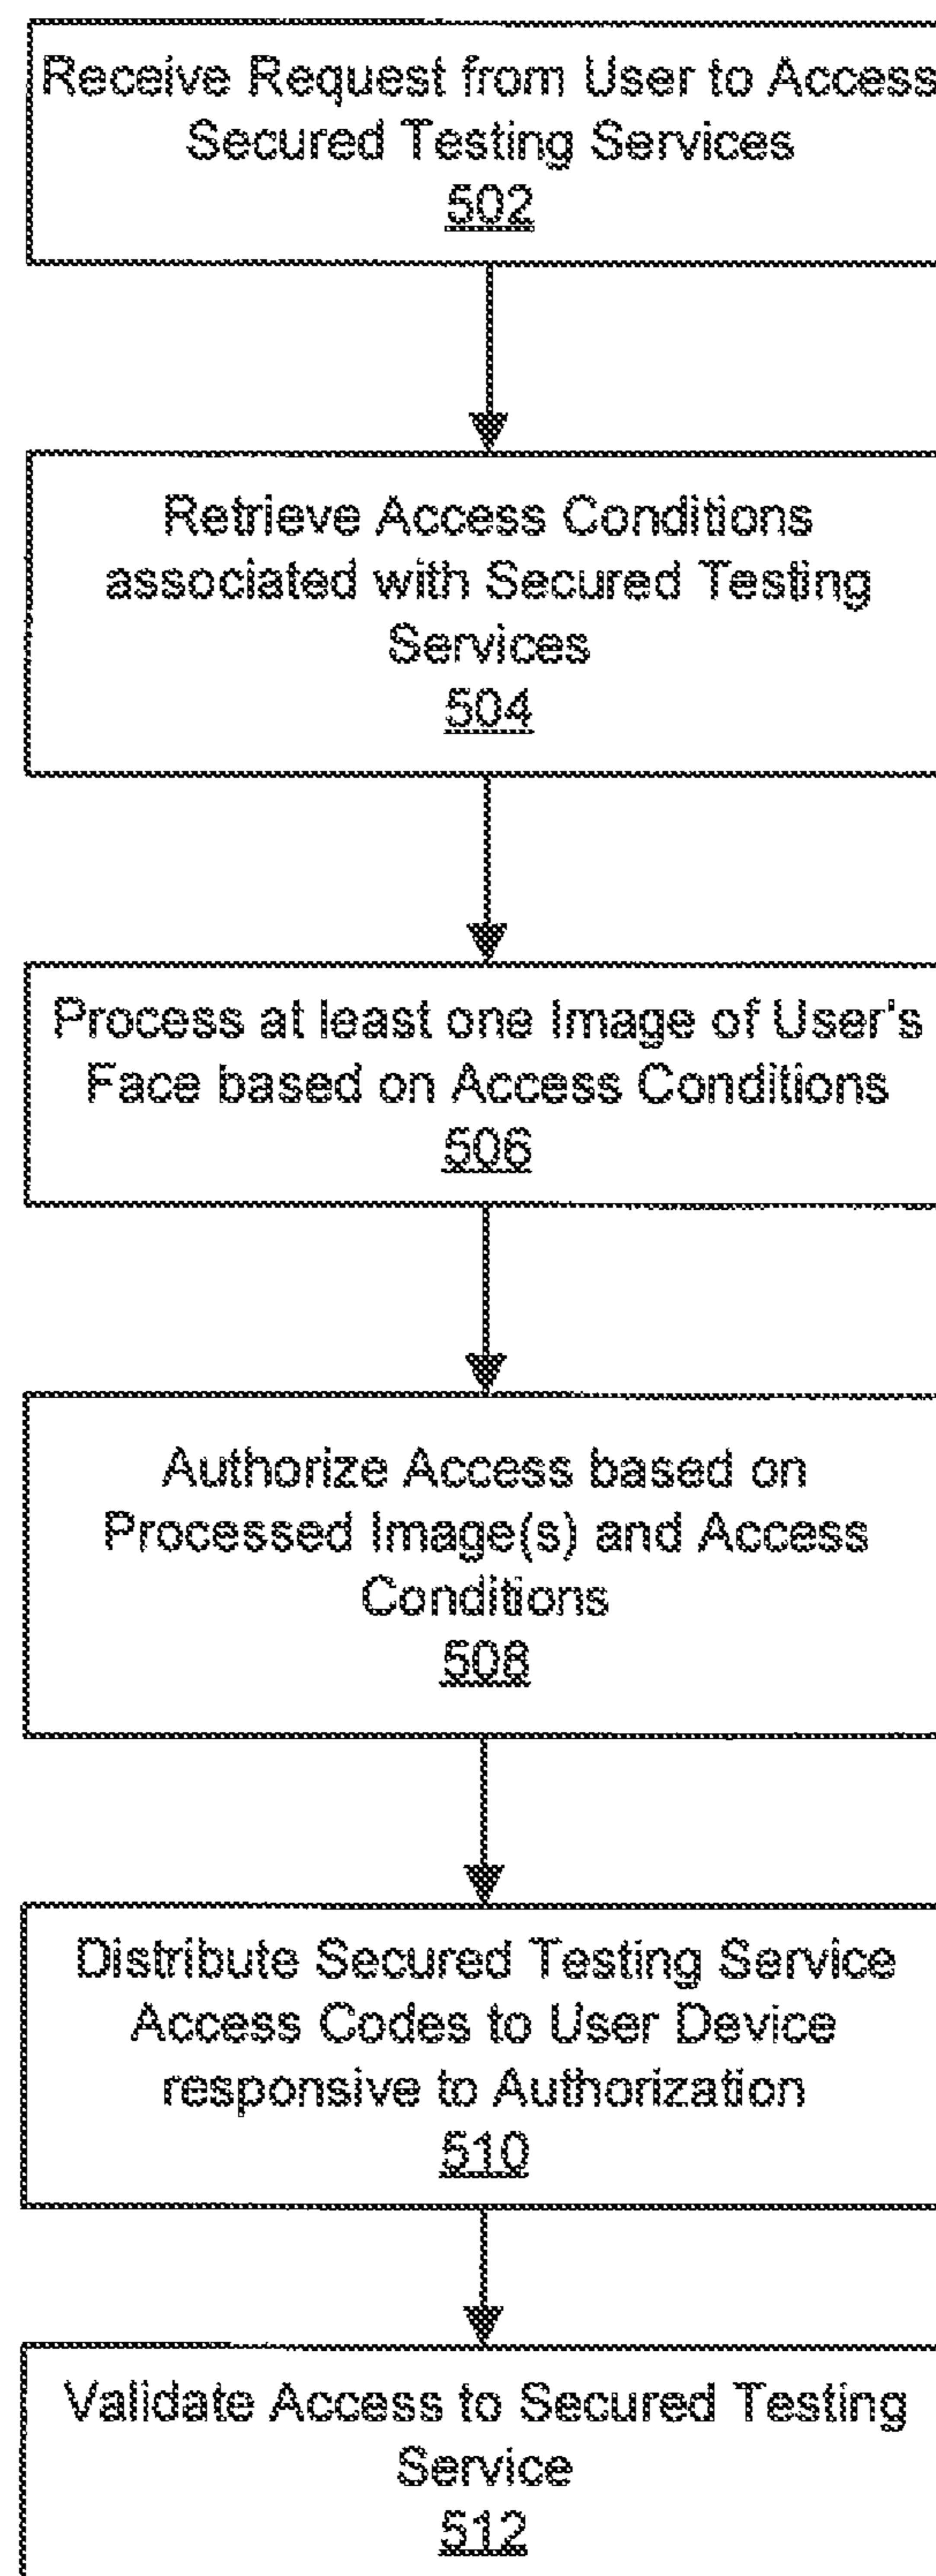 Receive Request from User to Access
Secured Testing Services
502
Retrieve Access Conditions
associated with Secured Testing
Services
504
Process at least one Image of User's
Face based on Access Conditions
506
Authorize Access based on
Processed Image(s) and Access
Conditions
508
Distribute Secured Testing Service
Access Codes to User Device
responsive to Authorization
510
Validate Access to Secured Testing
Service
512